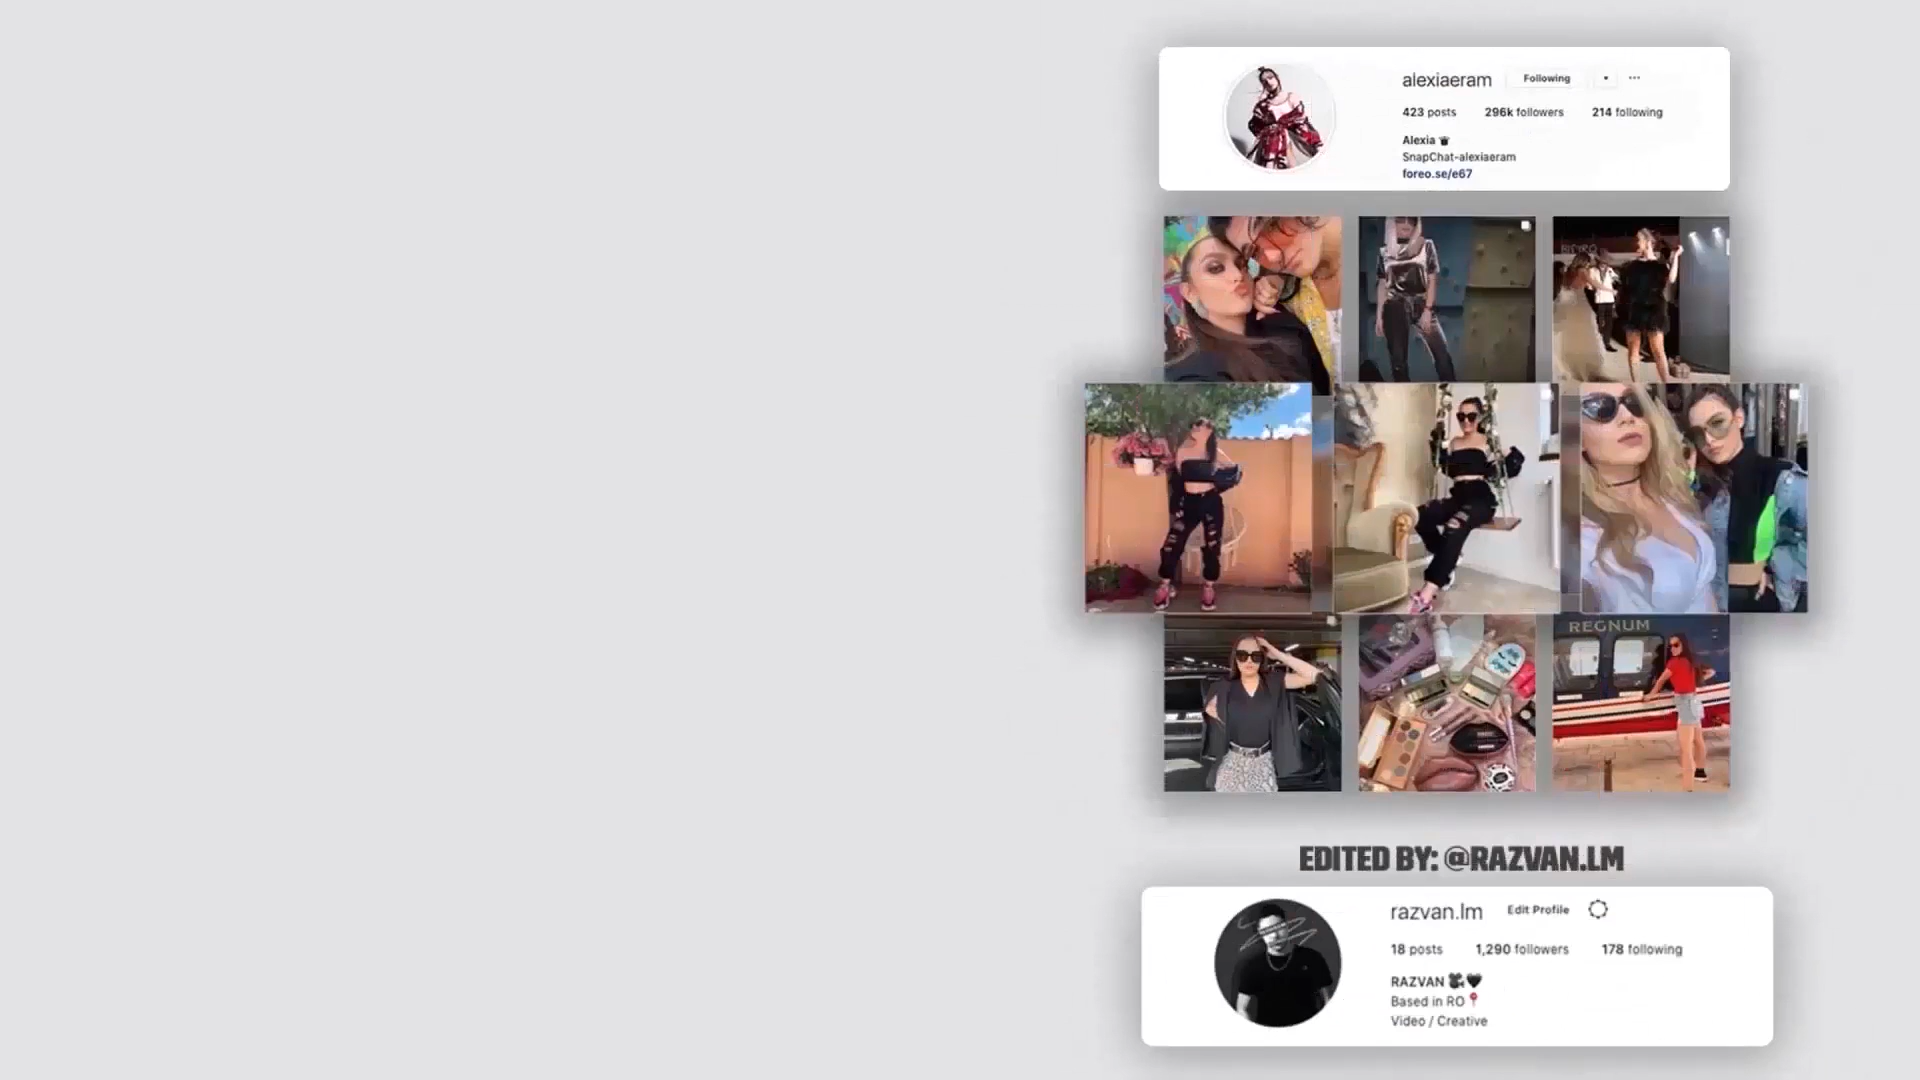 alexiaeram Following
423 posts 296k followers 214 following
Alexia
SnapChat-alexiaeram
foreo.se/e67
REGNUM
EDITED BY: @RAZVAN.LM
razvan.lm Edit Profile
18 posts 1,290 followers 178 following
RAZVAN 🎥🖤
Based in RO📍
Video / Creative